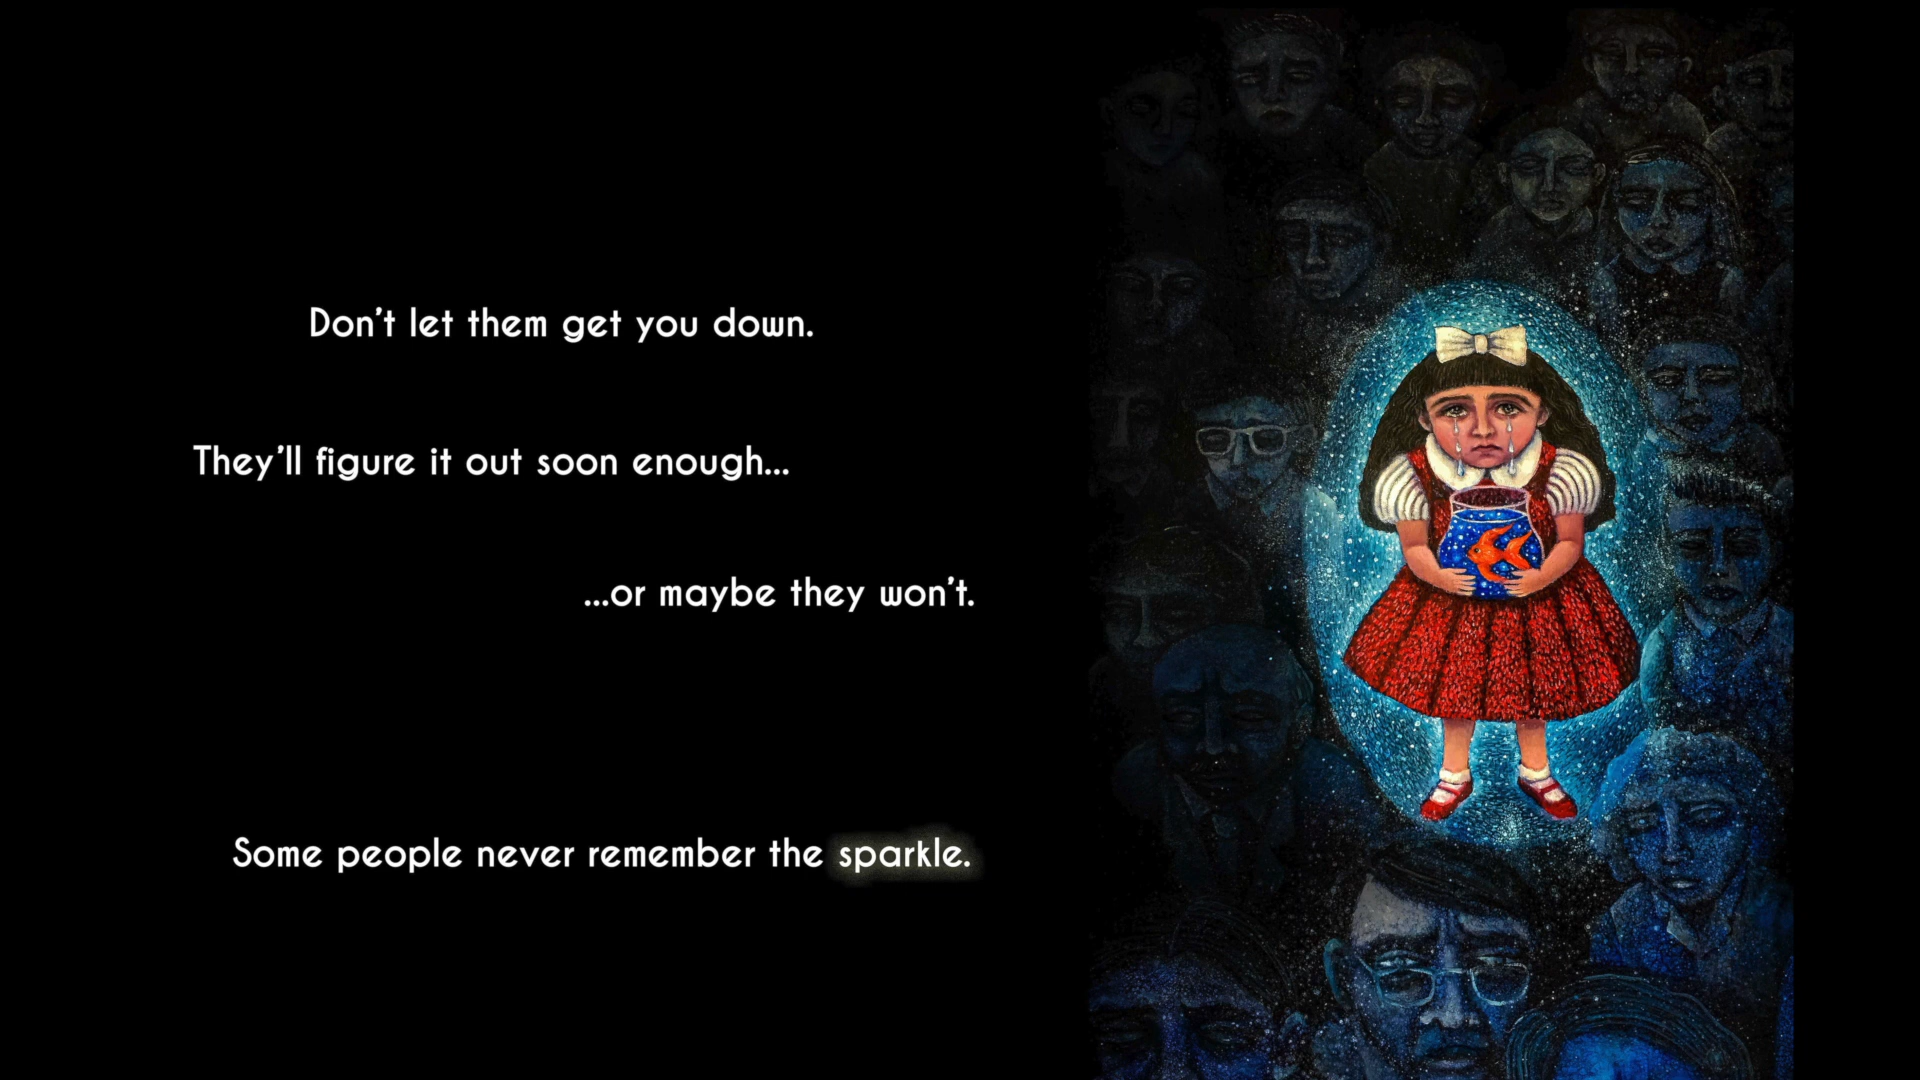 Don't let them get you down.
They'll figure it out soon enough...
...or maybe they won't.
Some people never remember the sparkle.